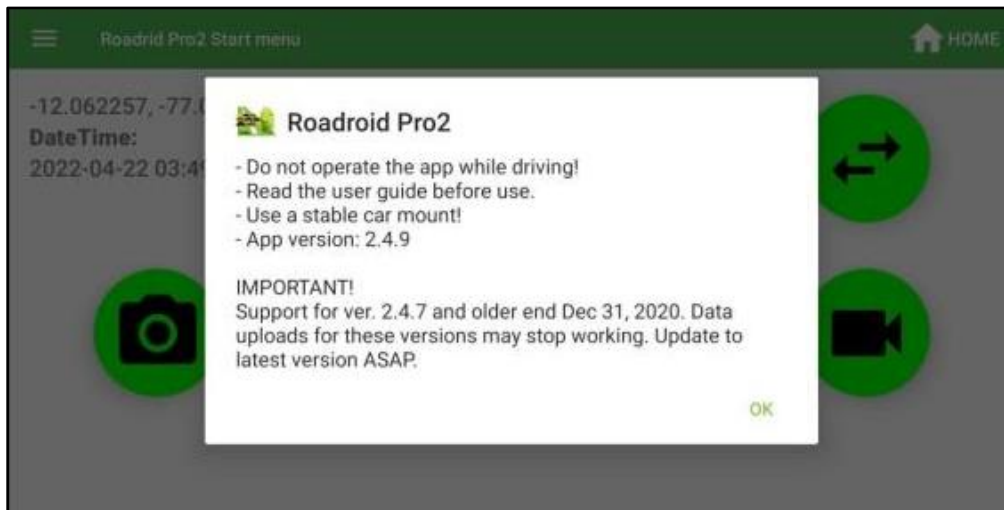 Roadrid Pro2 Start menu
HOME
-12.062257, -77.
DateTime:
2022-04-22 03:4
Roadroid Pro2
- Do not operate the app while driving!
- Read the user guide before use.
- Use a stable car mount!
- App version: 2.4.9
IMPORTANT!
Support for ver. 2.4.7 and older end Dec 31, 2020. Data
uploads for these versions may stop working. Update to
latest version ASAP.
OK